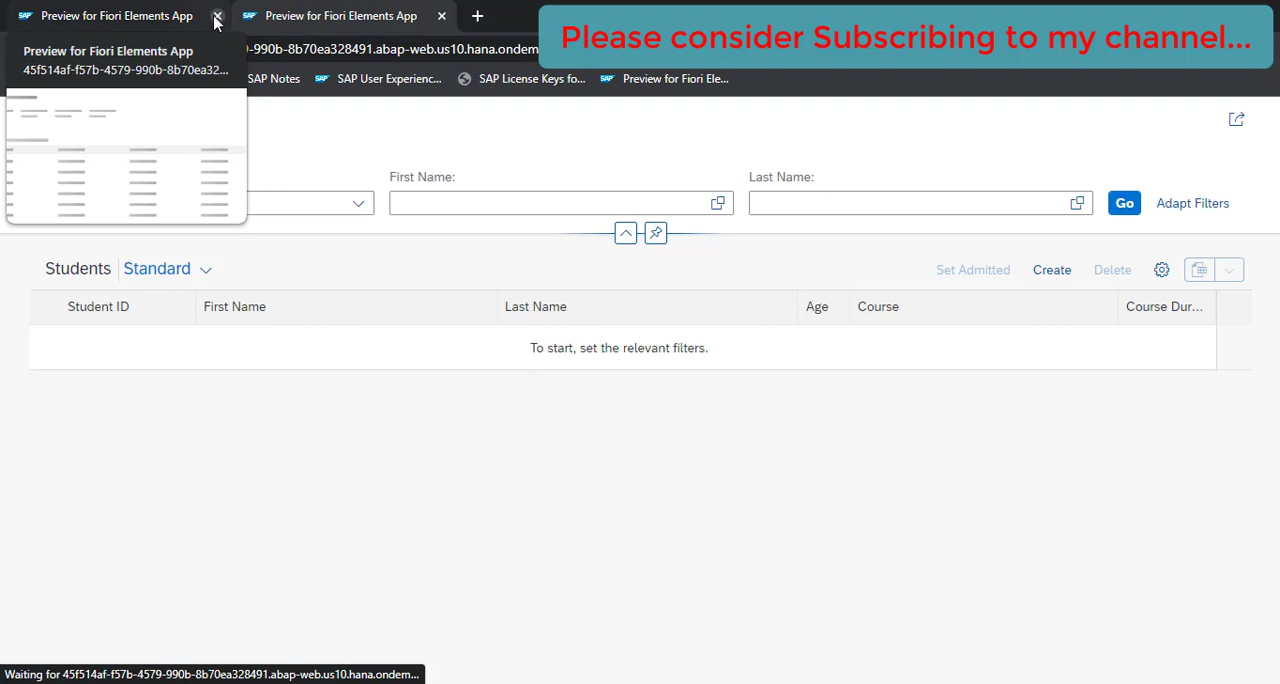 SAP Preview for Fiori Elements App
SAP Preview for Fiori Elements App
Please consider Subscribing to my channel...
Preview for Fiori Elements App
45f514af-f57b-4579-990b-8b70ea32...
-990b-8b70ea328491.abap-web.us10.hana.ondem
SAP Notes
SAP SAP User Experienc...
SAP License Keys fo...
SAP Preview for Fiori Ele...
First Name:
Last Name:
Go
Adapt Filters
Students
Standard
Set Admitted
Create
Delete
Student ID
First Name
Last Name
Age
Course
Course Dur...
To start, set the relevant filters.
Waiting for 45f514af-f57b-4579-990b-8b70ea328491.abap-web.us10.hana.ondem...